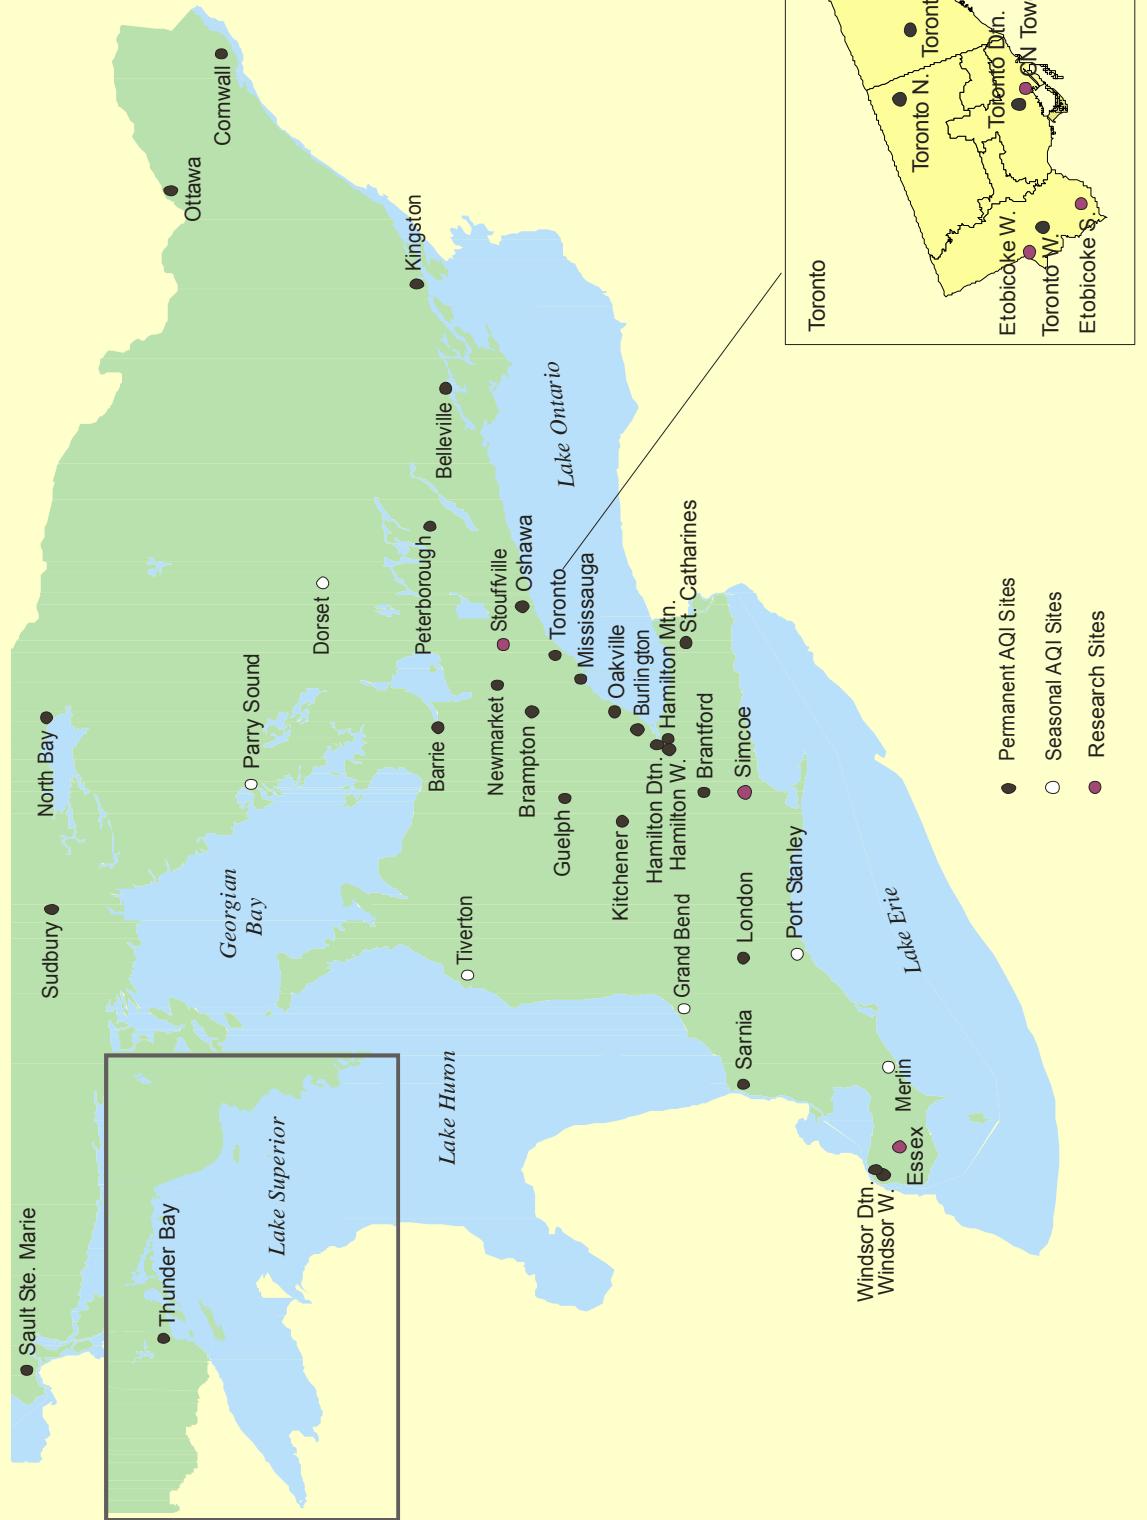 Sault Ste. Marie
Sudbury
North Bay
Ottawa
Cornwall
Thunder Bay
Lake Superior
Georgian
Bay
Parry Sound
Dorset
Kingston
Lake Huron
Tiverton
Barrie
Peterborough
Belleville
Newmarket
Stouffville
Brampton
Oshawa
Lake Ontario
Guelph
Toronto
Mississauga
Kitchener
Oakville
Burlington
Hamilton Dtn.
Hamilton Mtn.
Hamilton W.
St. Catharines
Grand Bend
Brantford
Sarnia
London
Simcoe
Port Stanley
Lake Erie
Merlin
Essex
Windsor Dtn.
Windsor W.
Permanent AQI Sites
Seasonal AQI Sites
Research Sites
Toronto
Toronto N.
Toront
Toronto Dtn.
CN Tow
Etobicoke W.
Toronto W.
Etobicoke S.